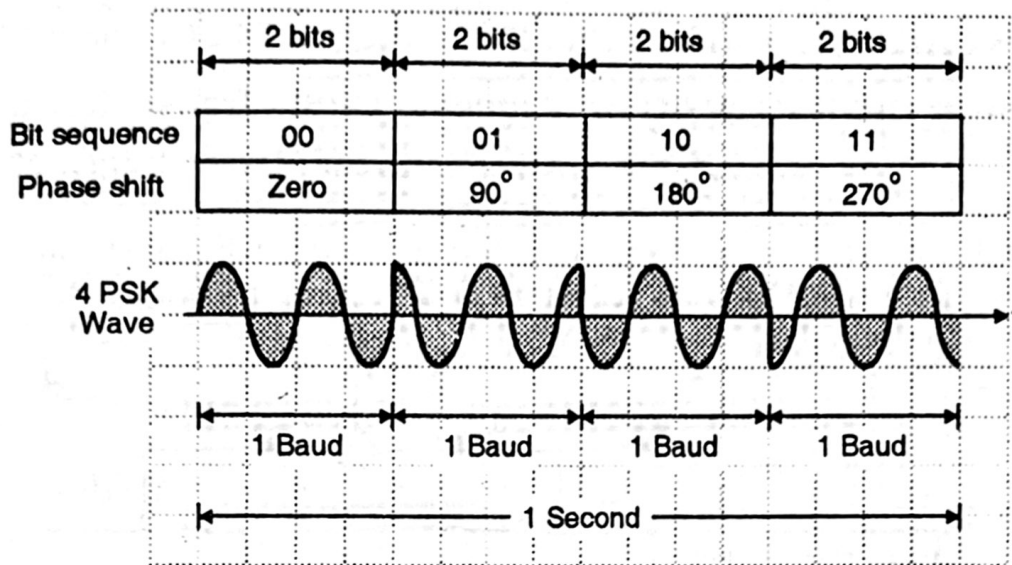 2 bits 2 bits 2 bits 2 bits
Bit sequence 00 01 10 11
Phase shift Zero 90° 180° 270°
4 PSK
Wave
1 Baud 1 Baud 1 Baud 1 Baud
1 Second